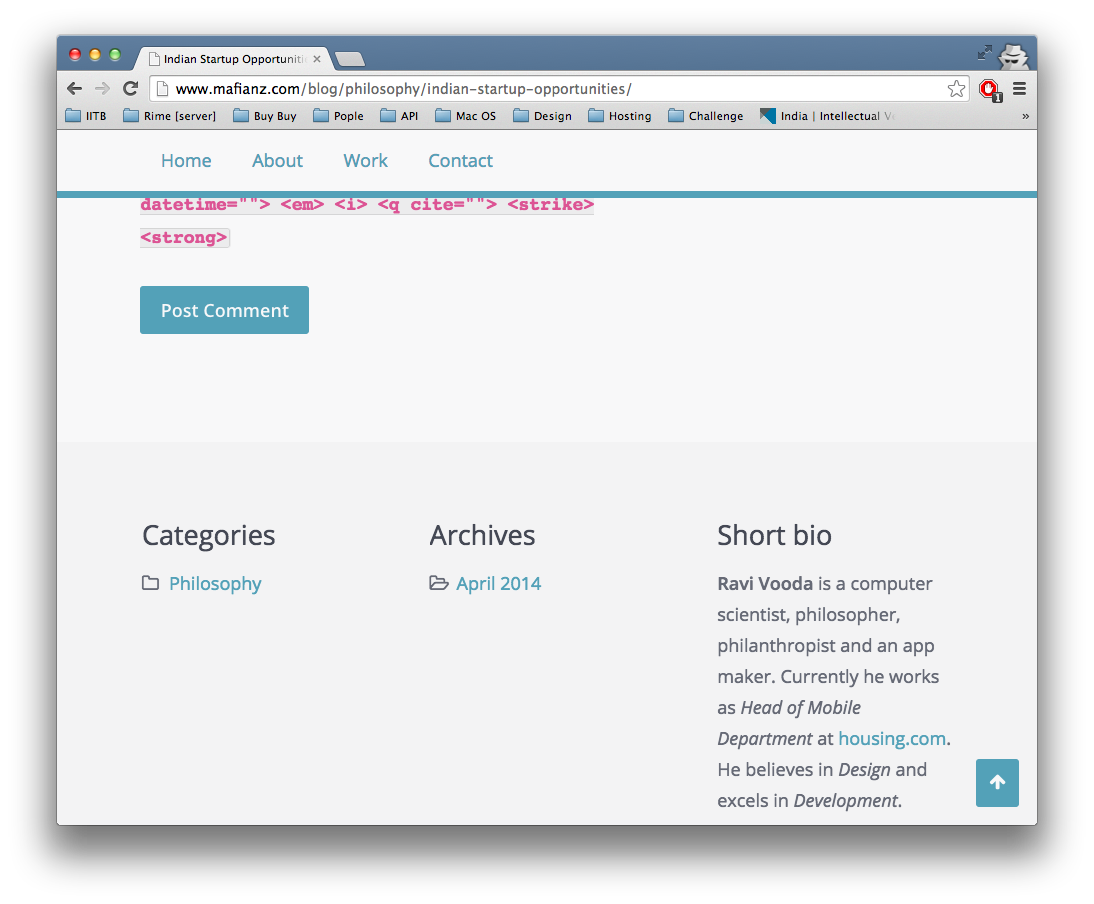 Indian Startup Opportuniti
www.mafianz.com/blog/philosophy/indian-startup-opportunities/
1
IITB Rime [server] Buy Buy Pople API Mac OS Design Hosting Challenge India | Intellectual V »
Home About Work Contact
datetime=""> <em> <i> <q cite=""> <strike>
<strong>
Post Comment
Categories
Philosophy
Archives
April 2014
Short bio
Ravi Vooda is a computer
scientist, philosopher,
philanthropist and an app
maker. Currently he works
as Head of Mobile
Department at housing.com.
He believes in Design and
excels in Development.